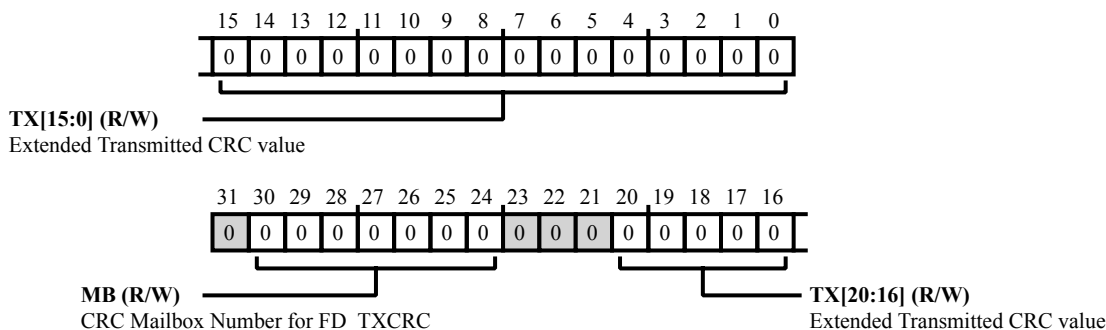 15 14 13 12 11 10 9 8 7 6 5 4 3 2 1 0
0 0 0 0 0 0 0 0 0 0 0 0 0 0 0 0
TX[15:0] (R/W)
Extended Transmitted CRC value
31 30 29 28 27 26 25 24 23 22 21 20 19 18 17 16
0 0 0 0 0 0 0 0 0 0 0 0 0 0 0 0
MB (R/W)
CRC Mailbox Number for FD_TXCRC
TX[20:16] (R/W)
Extended Transmitted CRC value